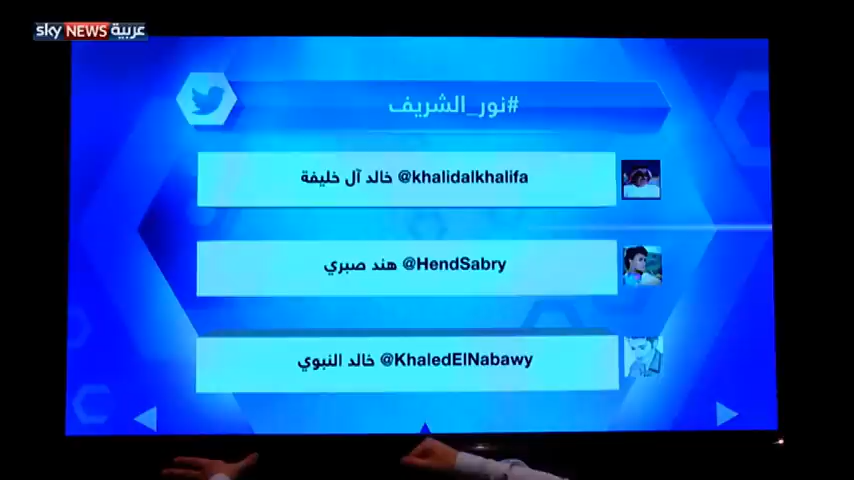 sky NEWS عربية
#نور_الشريف
خالد آل خليفة @khalidalkhalifa
هند صبري @HendSabry
خالد النبوي @KhaledElNabawy